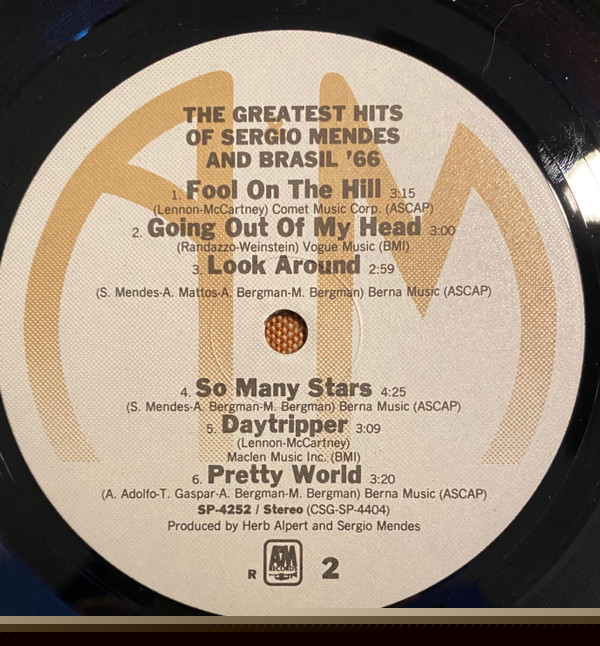 THE GREATEST HITS
OF SERGIO MENDES
AND BRASIL '66
1. Fool On The Hill 3:15
(Lennon-McCartney) Comet Music Corp. (ASCAP)
2. Going Out Of My Head 3:00
(Randazzo-Weinstein) Vogue Music (BMI)
3. Look Around 2:59
(S. Mendes-A. Mattos-A. Bergman-M. Bergman) Berna Music (ASCAP)
4. So Many Stars 4:25
(S. Mendes-A. Bergman-M. Bergman) Berna Music (ASCAP)
5. Daytripper 3:09
(Lennon-McCartney)
Maclen Music Inc. (BMI)
6. Pretty World 3:20
(A. Adolfo-T. Gaspar-A. Bergman-M. Bergman) Berna Music (ASCAP)
SP-4252 / Stereo (CSG-SP-4404)
Produced by Herb Alpert and Sergio Mendes
A&M
RECORDS
R 2